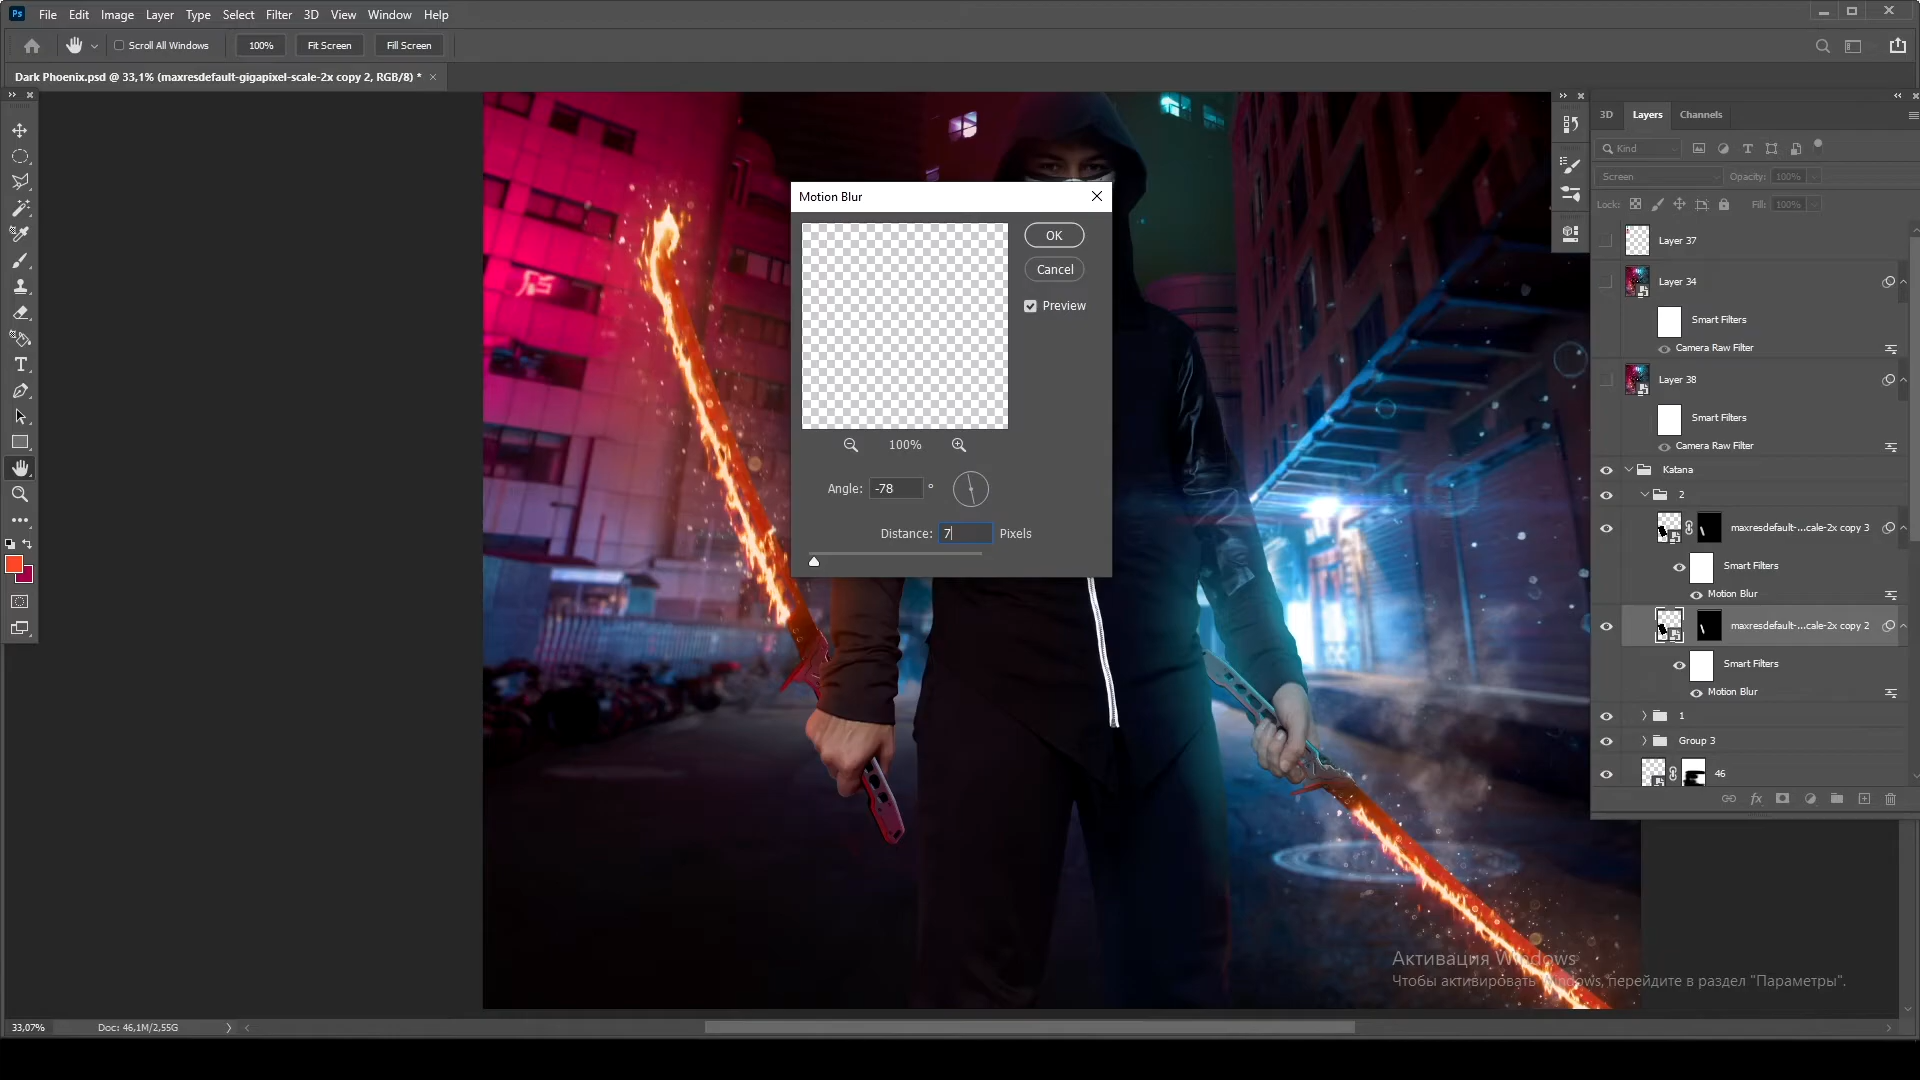 Ps File Edit Image Layer Type Select Filter 3D View Window Help
Scroll All Windows 100% Fit Screen Fill Screen
Dark Phoenix.psd @ 33,1% (maxresdefault-gigapixel-scale-2x copy 2, RGB/8) *
3D Layers Channels
Kind
Screen Opacity: 100%
Lock: Fill: 100%
Layer 37
Layer 34
Smart Filters
Camera Raw Filter
Layer 38
Smart Filters
Camera Raw Filter
Katana
2
maxresdefault-...cale-2x copy 3
Smart Filters
Motion Blur
maxresdefault-...cale-2x copy 2
Smart Filters
Motion Blur
1
Group 3
46
fx
Motion Blur
OK
Cancel
Preview
100%
Angle: -78 °
Distance: 7 Pixels
Активация Windows
Чтобы активировать Windows, перейдите в раздел "Параметры".
33,07% Doc: 46,1M/2,55G